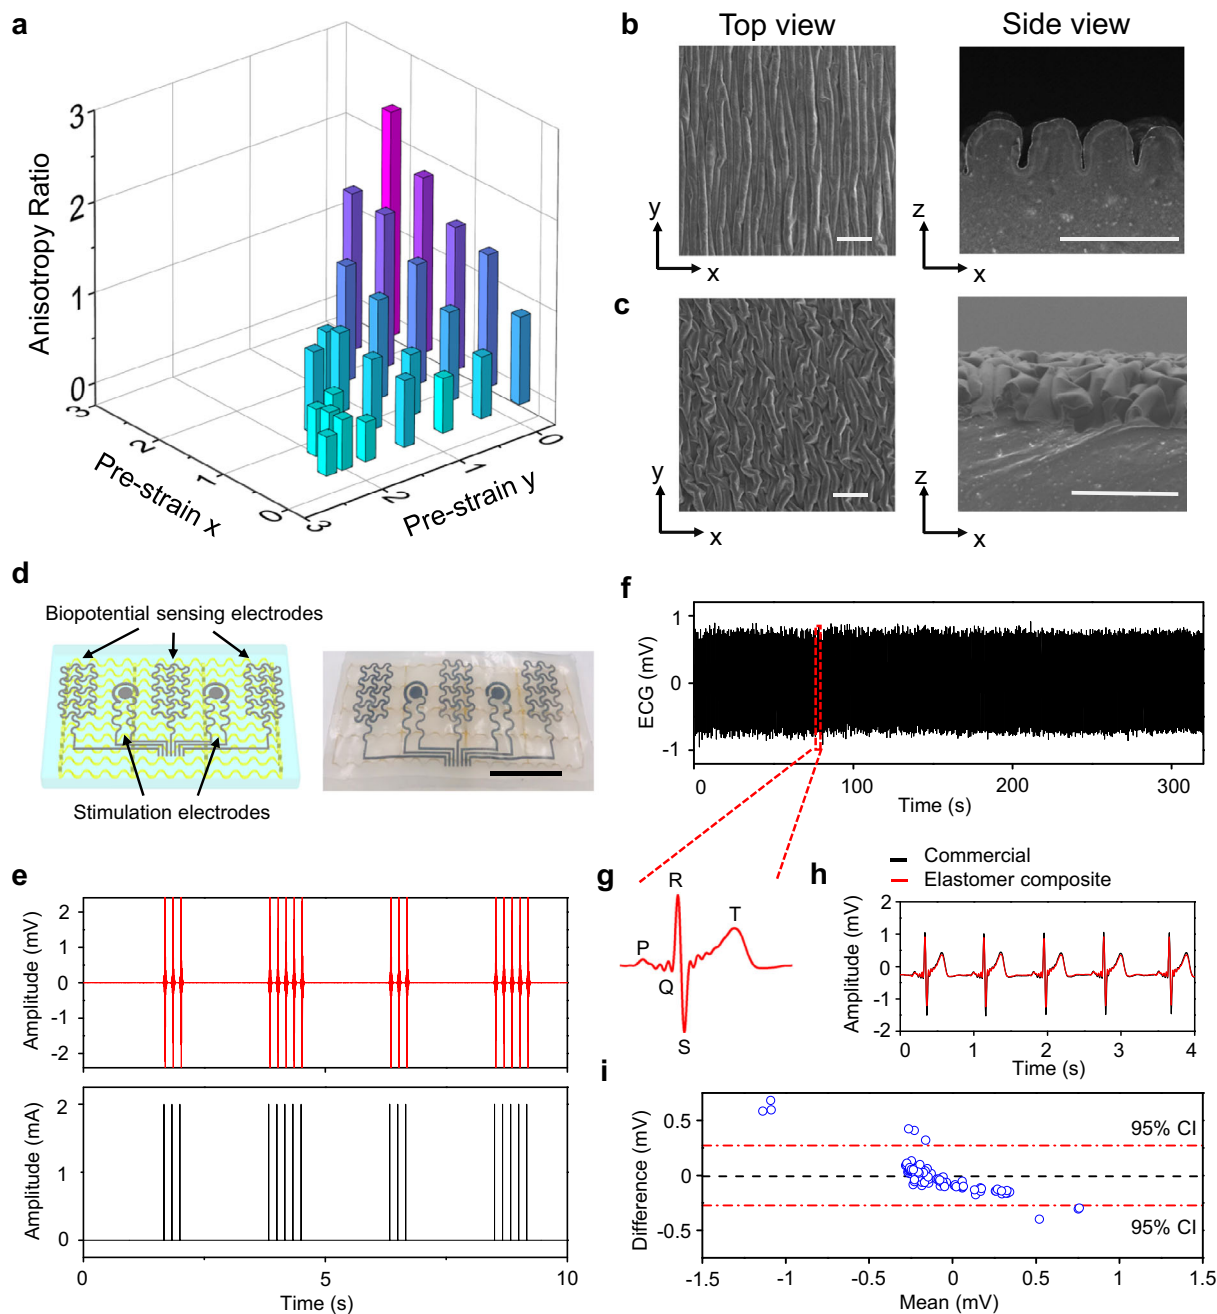 a
3
2
1
0
Anisotropy Ratio
3
2
1
0
Pre-strain x
3
2
1
0
Pre-strain y
b
Top view
Side view
y
x
z
x
c
y
x
z
x
d
Biopotential sensing electrodes
Stimulation electrodes
e
2
1
0
-1
-2
Amplitude (mV)
2
1
0
Amplitude (mA)
0
5
10
Time (s)
f
1
0
-1
ECG (mV)
0
100
200
300
Time (s)
g
R
P
Q
S
T
h
Commercial
Elastomer composite
2
1
0
-1
-2
Amplitude (mV)
0
1
2
3
4
Time (s)
i
0.5
0
-0.5
Difference (mV)
95% CI
95% CI
-1.5
-1
-0.5
0
0.5
1
1.5
Mean (mV)